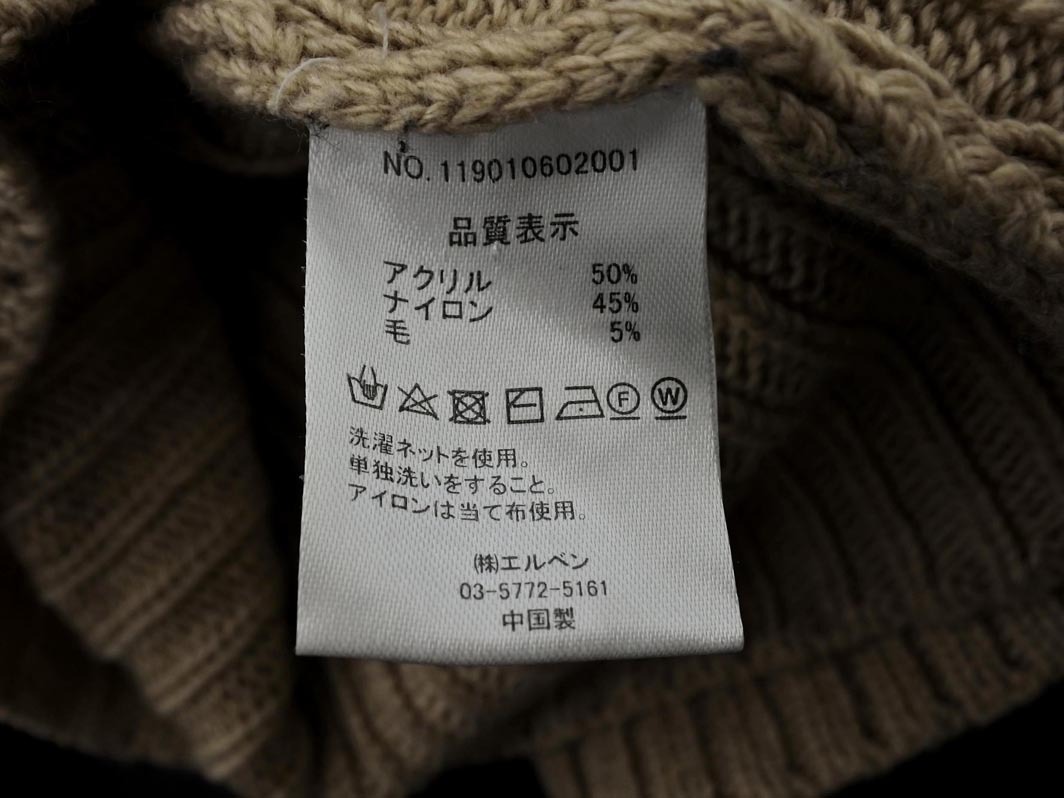 NO.119010602001
品質表示
アクリル 50%
ナイロン 45%
毛 5%
F W
洗濯ネットを使用。
単独洗いをすること。
アイロンは当て布使用。
㈱エルベン
03-5772-5161
中国製